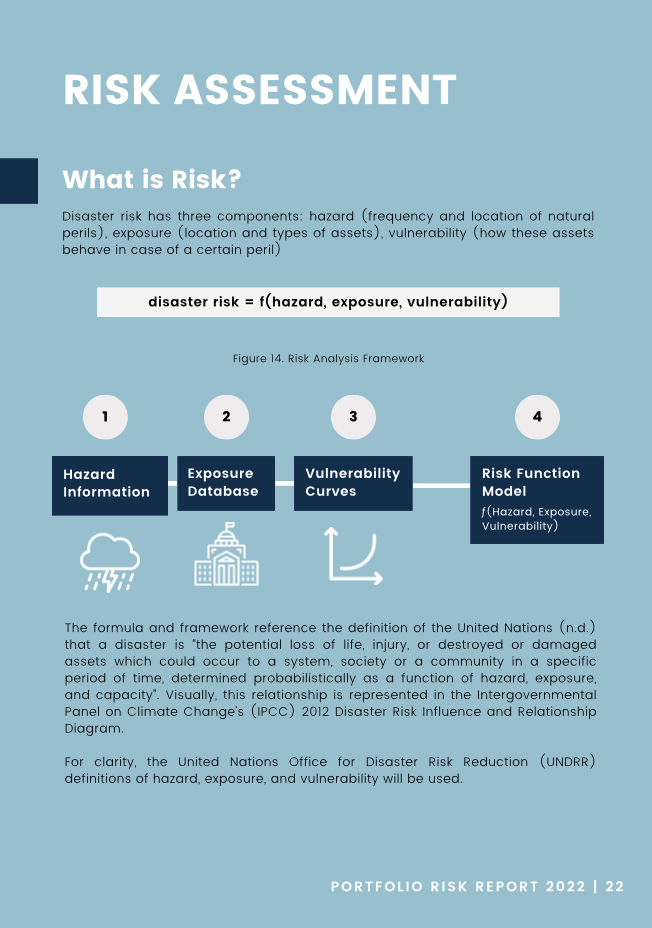 RISK ASSESSMENT
What is Risk?
Disaster risk has three components: hazard (frequency and location of natural
perils), exposure (location and types of assets), vulnerability (how these assets
behave in case of a certain peril)
disaster risk = f(hazard, exposure, vulnerability)
Figure 14. Risk Analysis Framework
1
2
3
4
Hazard
Information
Exposure
Database
Vulnerability
Curves
Risk Function
Model
f(Hazard, Exposure,
Vulnerability)
The formula and framework reference the definition of the United Nations (n.d.)
that a disaster is "the potential loss of life, injury, or destroyed or damaged
assets which could occur to a system, society or a community in a specific
period of time, determined probabilistically as a function of hazard, exposure,
and capacity". Visually, this relationship is represented in the Intergovernmental
Panel on Climate Change's (IPCC) 2012 Disaster Risk Influence and Relationship
Diagram.
For clarity, the United Nations Office for Disaster Risk Reduction (UNDRR)
definitions of hazard, exposure, and vulnerability will be used.
PORTFOLIO RISK REPORT 2022 | 22